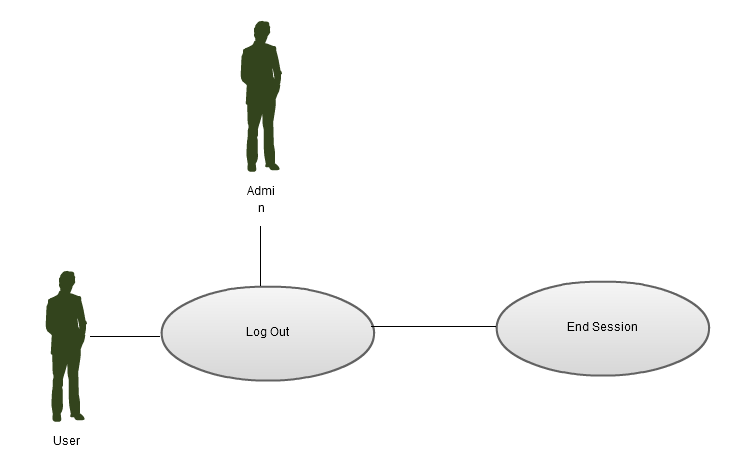 Admi
n
Log Out
End Session
User